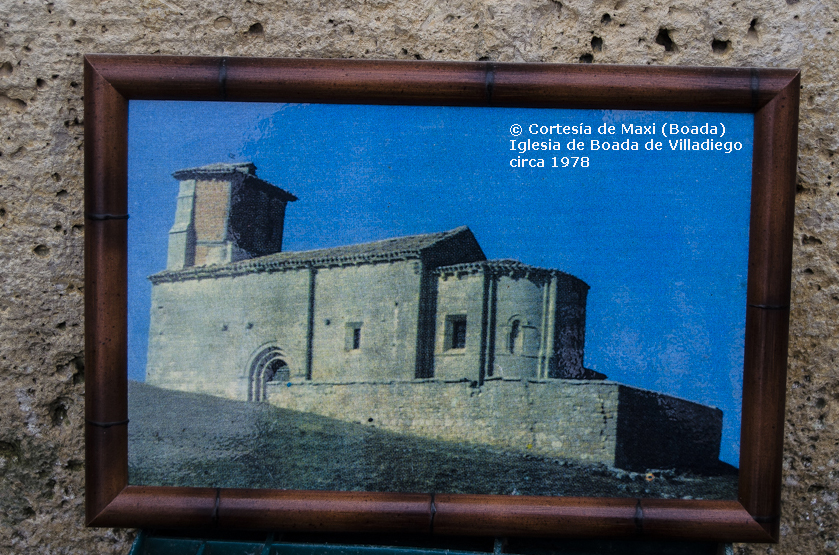 © Cortesía de Maxi (Boada)
Iglesia de Boada de Villadiego
circa 1978